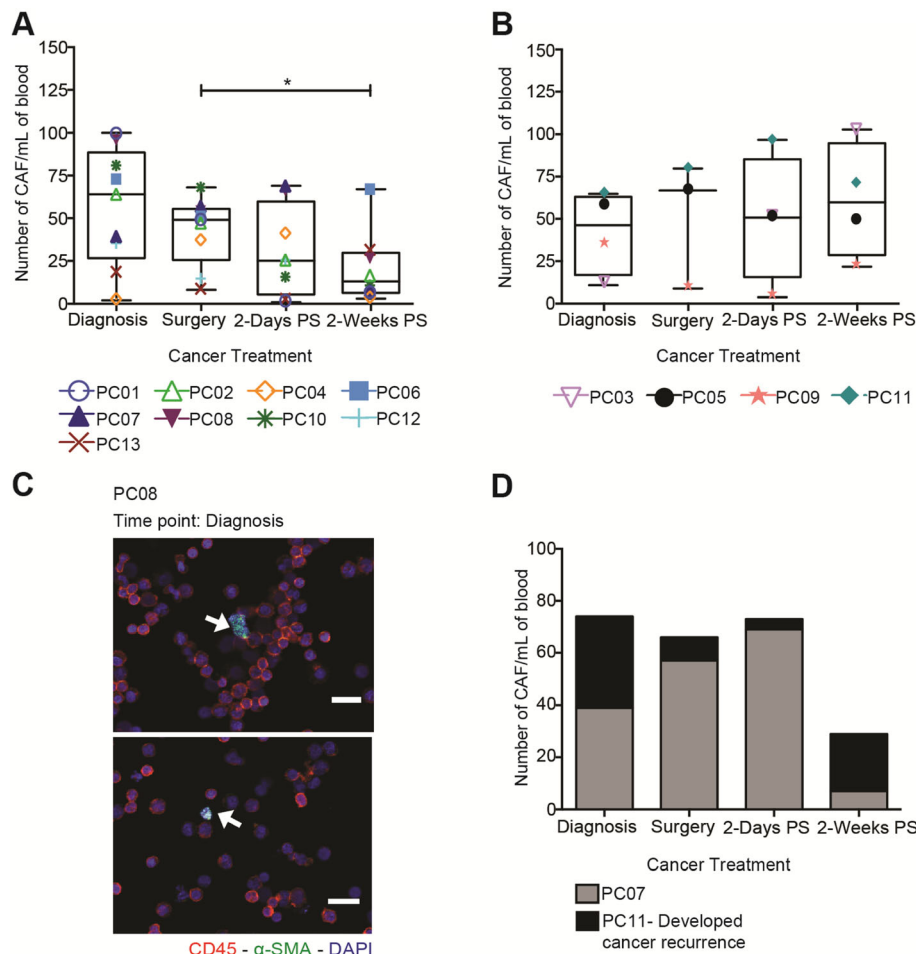 A
Number of CAF/mL of blood
150
125
100
75
50
25
0
*
Diagnosis Surgery 2-Days PS 2-Weeks PS
Cancer Treatment
PC01 PC02 PC04 PC06
PC07 PC08 PC10 PC12
PC13
B
Number of CAF/mL of blood
150
125
100
75
50
25
0
Diagnosis Surgery 2-Days PS 2-Weeks PS
Cancer Treatment
PC03 PC05 PC09 PC11
C
PC08
Time point: Diagnosis
CD45 - α-SMA - DAPI
D
Number of CAF/mL of blood
100
80
60
40
20
0
Diagnosis Surgery 2-Days PS 2-Weeks PS
Cancer Treatment
PC07
PC11- Developed
cancer recurrence